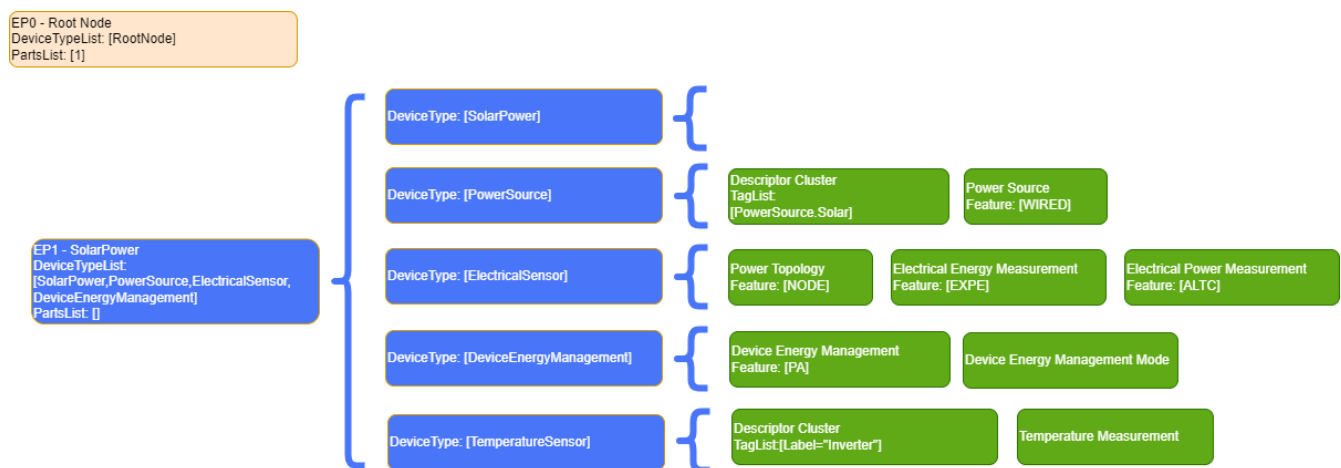 EP0 - Root Node
DeviceTypeList: [RootNode]
PartsList: [1]
EP1 - SolarPower
DeviceTypeList:
[SolarPower,PowerSource,ElectricalSensor,
DeviceEnergyManagement]
PartsList: []
DeviceType: [SolarPower]
DeviceType: [PowerSource]
Descriptor Cluster
TagList:
[PowerSource.Solar]
Power Source
Feature: [WIRED]
DeviceType: [ElectricalSensor]
Power Topology
Feature: [NODE]
Electrical Energy Measurement
Feature: [EXPE]
Electrical Power Measurement
Feature: [ALTC]
DeviceType: [DeviceEnergyManagement]
Device Energy Management
Feature: [PA]
Device Energy Management Mode
DeviceType: [TemperatureSensor]
Descriptor Cluster
TagList:[Label="Inverter"]
Temperature Measurement